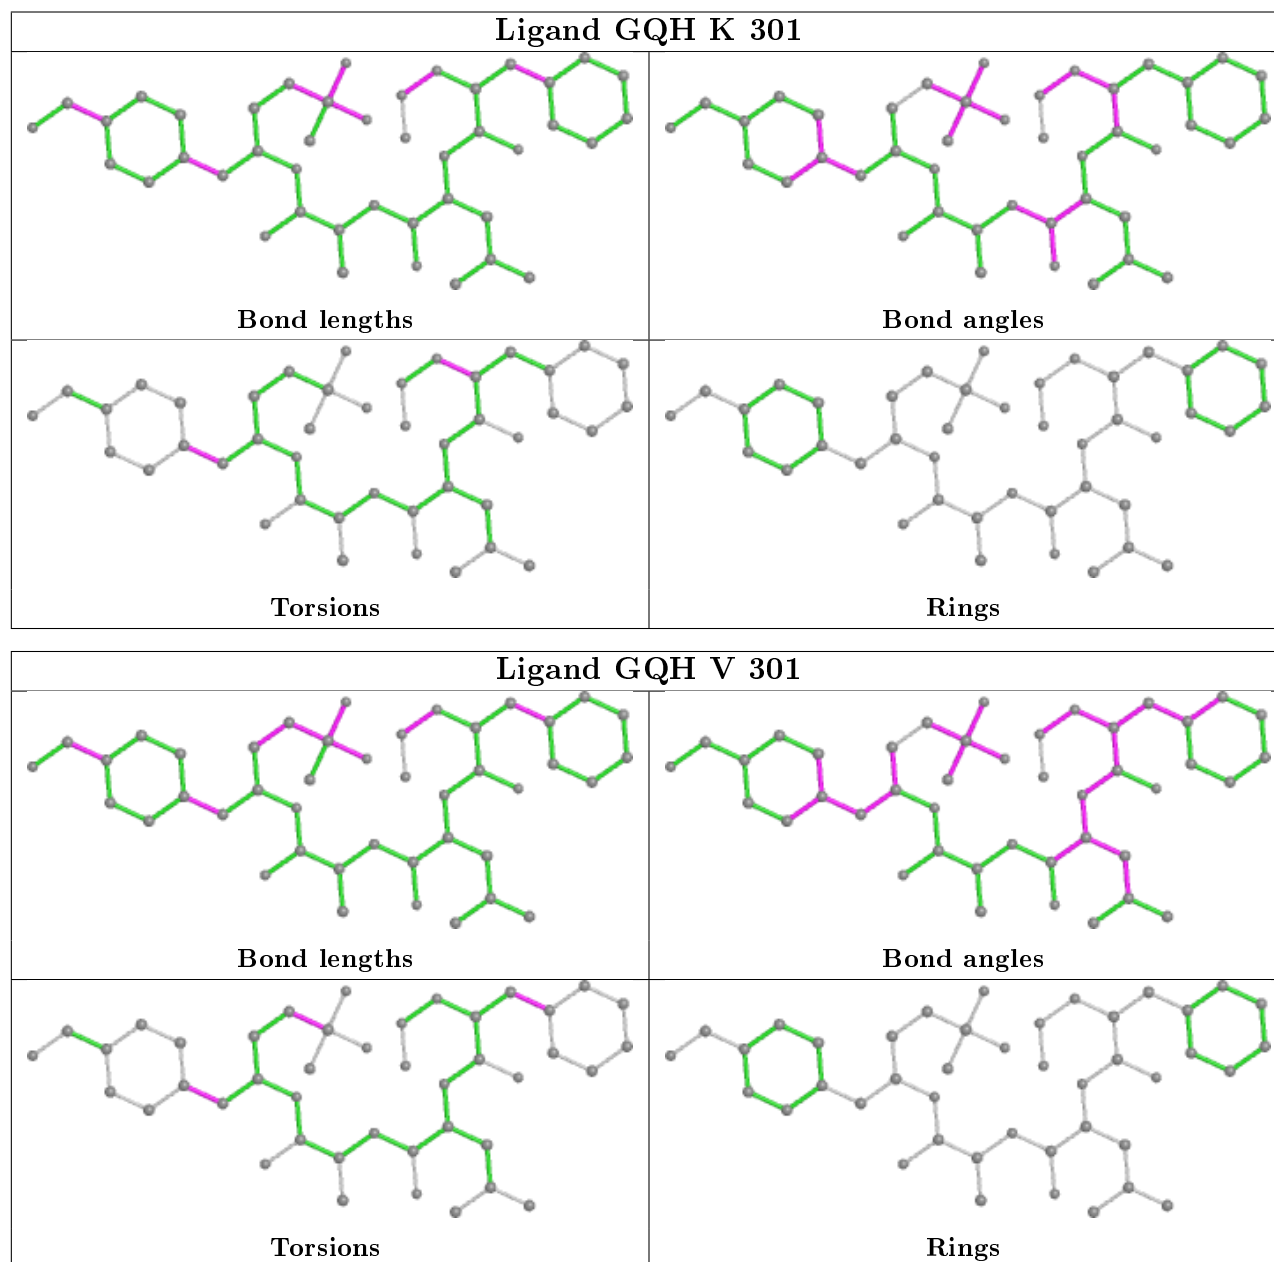 Ligand GQH K 301
Bond lengths
Bond angles
Torsions
Rings
Ligand GQH V 301
Bond lengths
Bond angles
Torsions
Rings